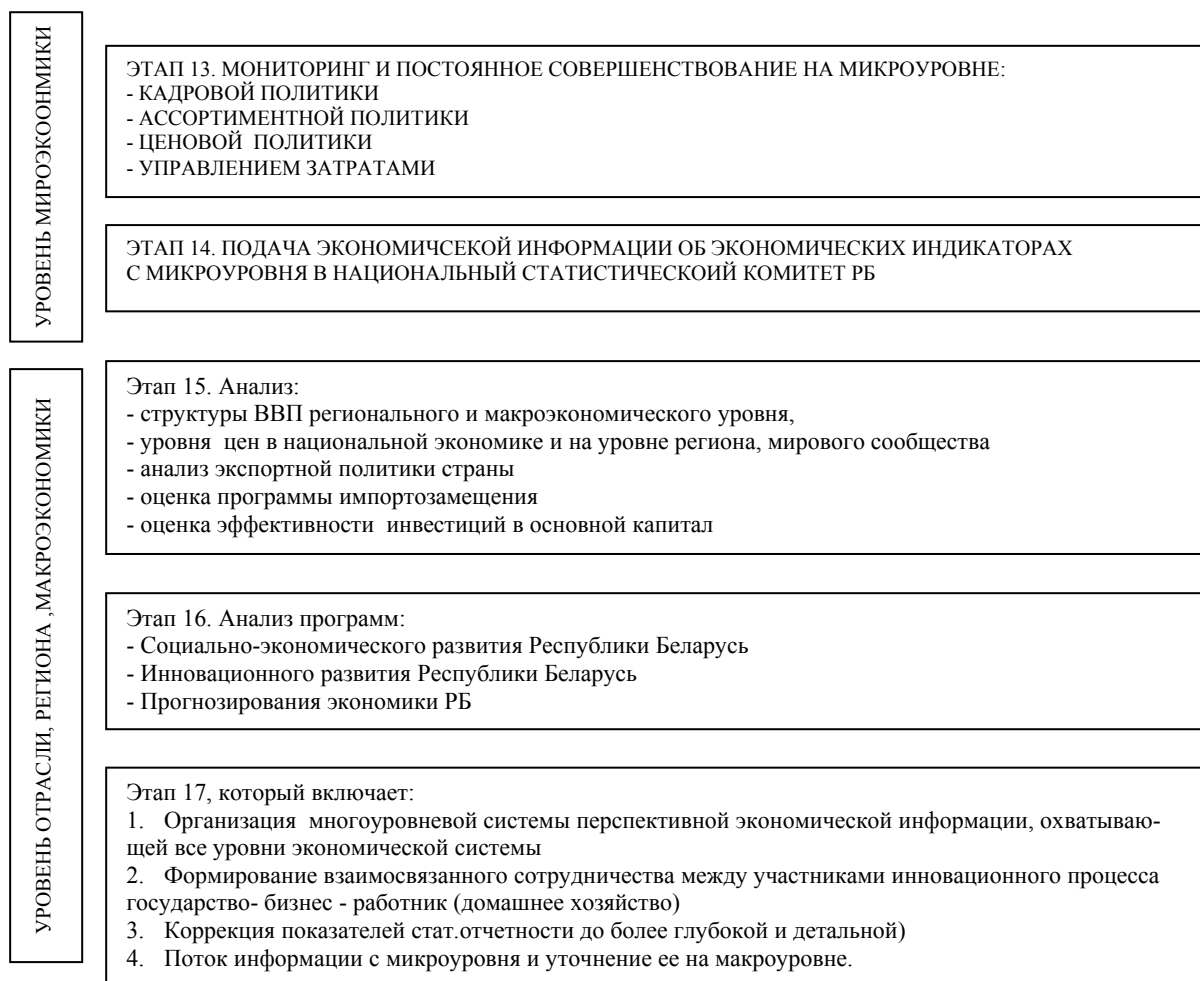 УРОВЕНЬ МИРОЭКООНМИКИ
ЭТАП 13. МОНИТОРИНГ И ПОСТОЯННОЕ СОВЕРШЕНСТВОВАНИЕ НА МИКРОУРОВНЕ:
- КАДРОВОЙ ПОЛИТИКИ
- АССОРТИМЕНТНОЙ ПОЛИТИКИ
- ЦЕНОВОЙ ПОЛИТИКИ
- УПРАВЛЕНИЕМ ЗАТРАТАМИ
ЭТАП 14. ПОДАЧА ЭКОНОМИЧСЕКОЙ ИНФОРМАЦИИ ОБ ЭКОНОМИЧЕСКИХ ИНДИКАТОРАХ
С МИКРОУРОВНЯ В НАЦИОНАЛЬНЫЙ СТАТИСТИЧЕСКОИЙ КОМИТЕТ РБ
УРОВЕНЬ ОТРАСЛИ, РЕГИОНА ,МАКРОЭКОНОМИКИ
Этап 15. Анализ:
- структуры ВВП регионального и макроэкономического уровня,
- уровня цен в национальной экономике и на уровне региона, мирового сообщества
- анализ экспортной политики страны
- оценка программы импортозамещения
- оценка эффективности инвестиций в основной капитал
Этап 16. Анализ программ:
- Социально-экономического развития Республики Беларусь
- Инновационного развития Республики Беларусь
- Прогнозирования экономики РБ
Этап 17, который включает:
1. Организация многоуровневой системы перспективной экономической информации, охватываю-
щей все уровни экономической системы
2. Формирование взаимосвязанного сотрудничества между участниками инновационного процесса
государство- бизнес - работник (домашнее хозяйство)
3. Коррекция показателей стат.отчетности до более глубокой и детальной)
4. Поток информации с микроуровня и уточнение ее на макроуровне.